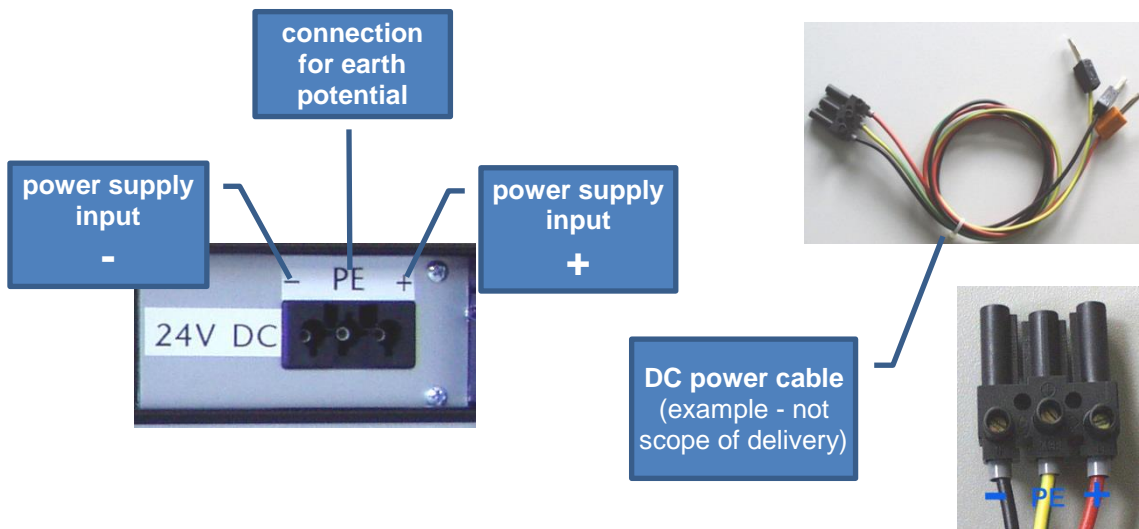 connection
for earth
potential
power supply
input
-
power supply
input
+
- PE +
24V DC
DC power cable
(example - not
scope of delivery)
- PE +